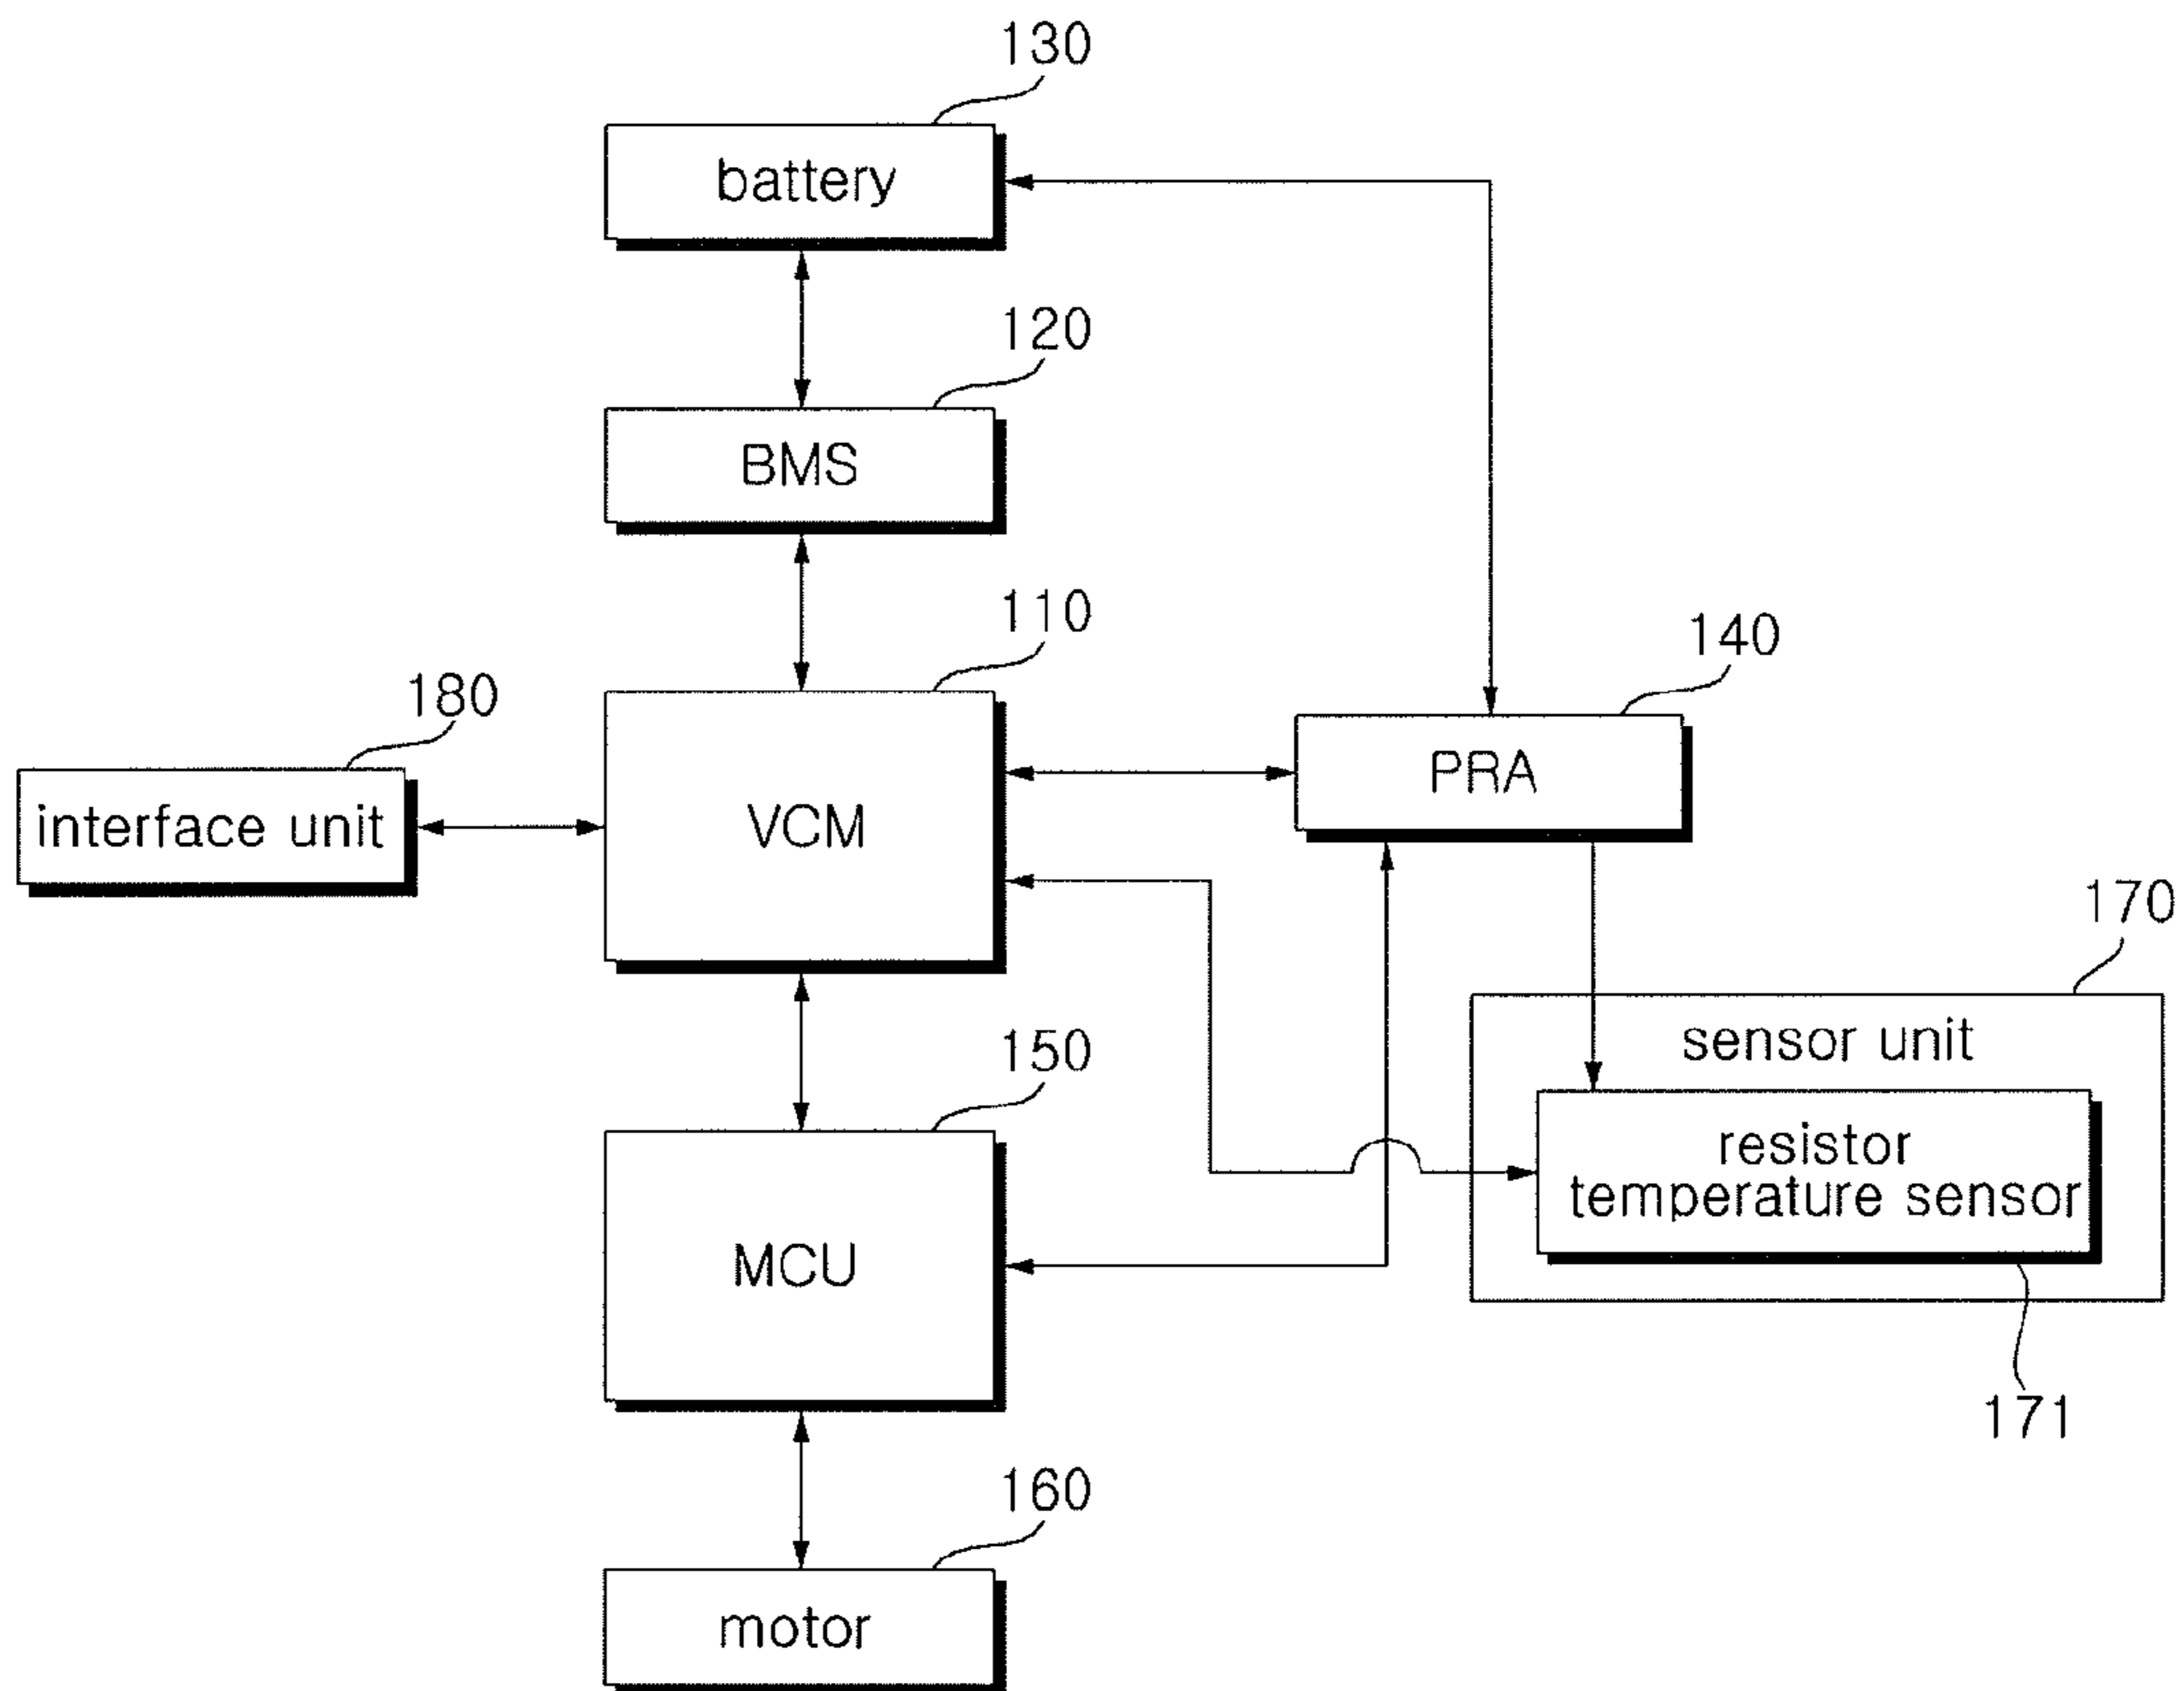 130
battery
120
BMS
110
140
180
PRA
interface unit
VCM
170
sensor unit
150
resistor
temperature sensor
MCU
171
160
motor